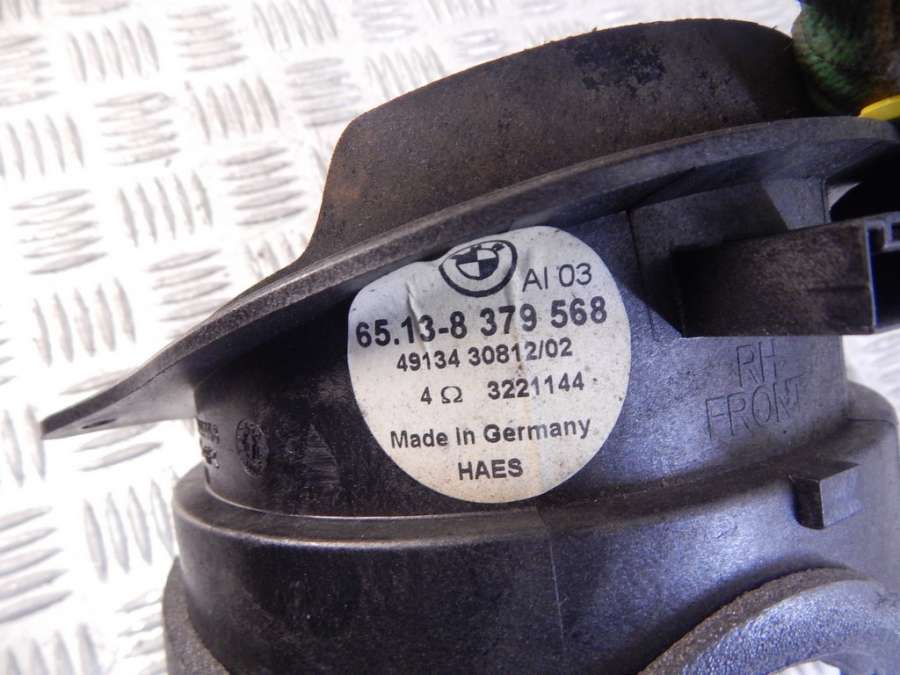 AI 03
65.13-8 379 568
49134 30812/02
4 Ω 3221144
Made in Germany
HAES
RH
FRONT